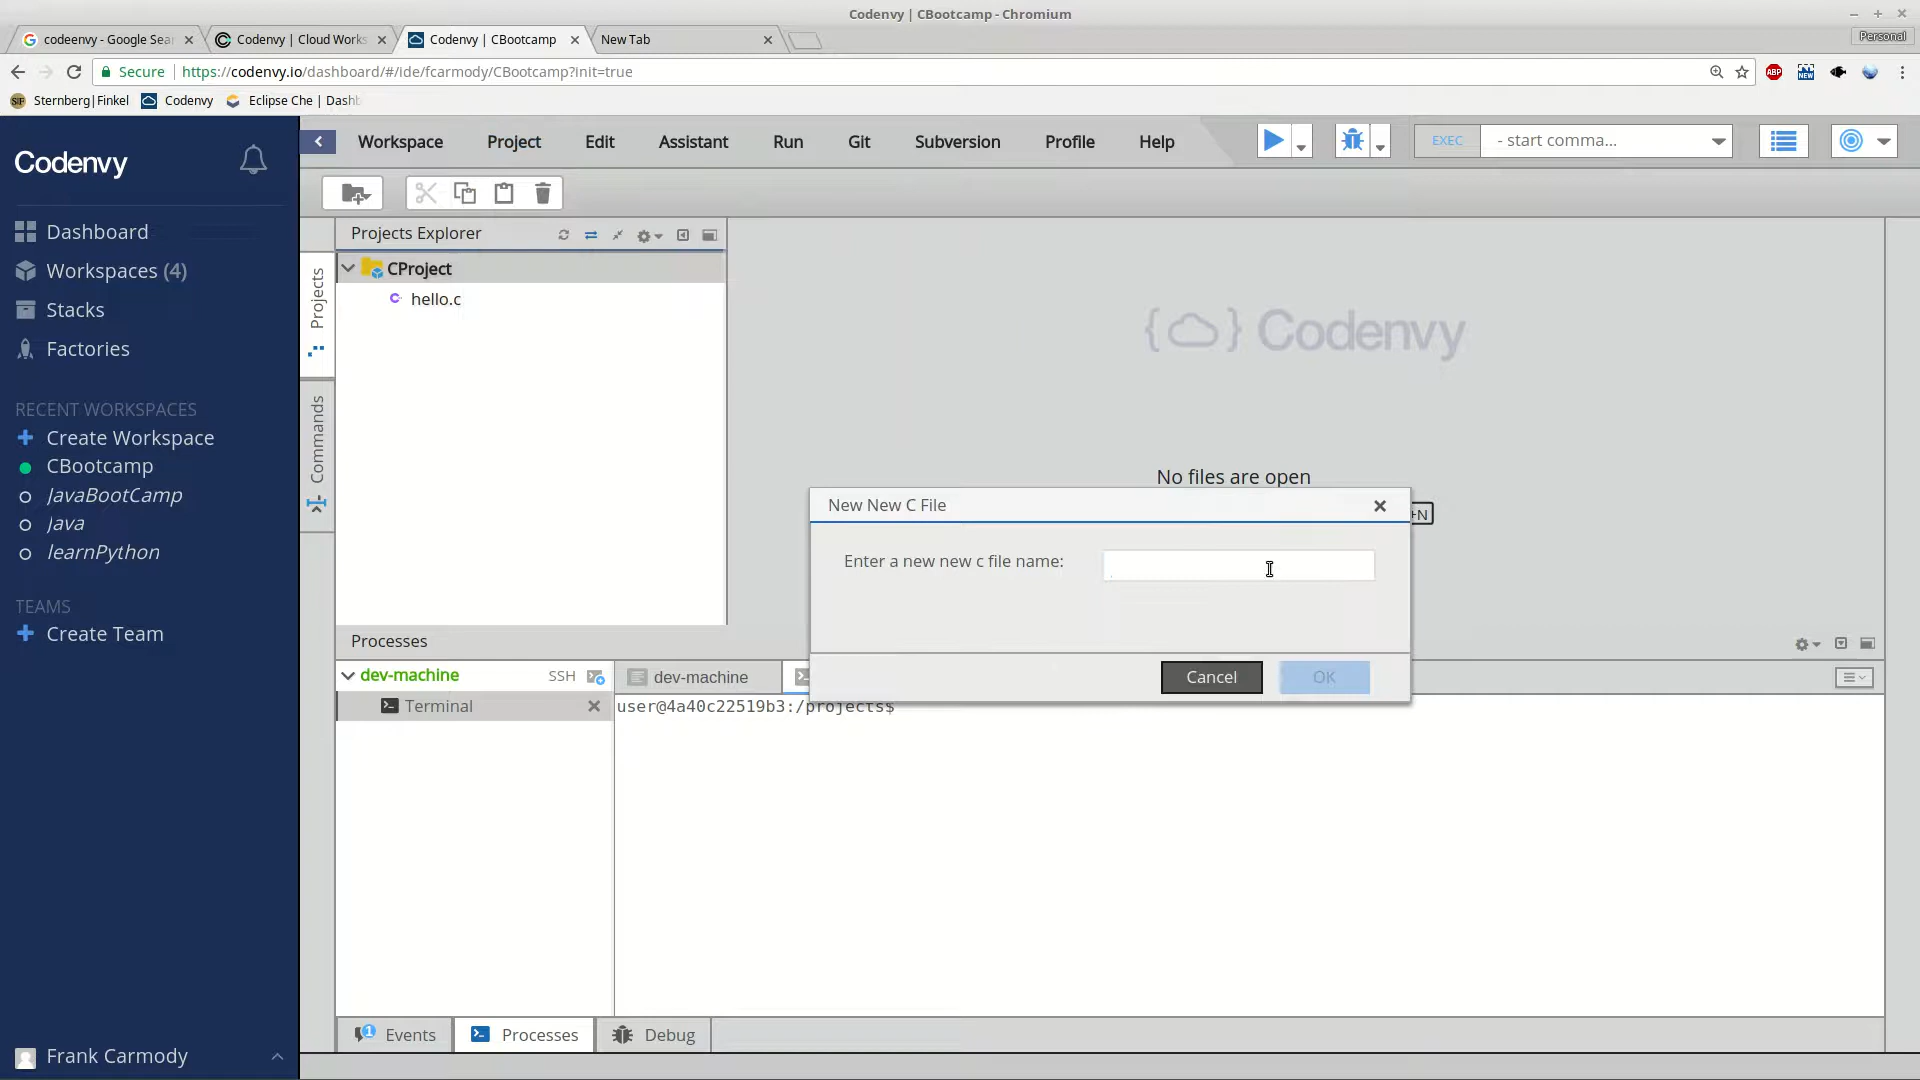 Codenvy | CBootcamp - Chromium
codeenvy - Google Sear
Codenvy | Cloud Works
Codenvy | CBootcamp
New Tab
Personal
Secure
https://codenvy.io/dashboard/#/ide/fcarmody/CBootcamp?init=true
Sternberg|Finkel
Codenvy
Eclipse Che | Dashb
Codenvy
Workspace
Project
Edit
Assistant
Run
Git
Subversion
Profile
Help
EXEC
- start comma...
Dashboard
Workspaces (4)
Stacks
Factories
RECENT WORKSPACES
Create Workspace
CBootcamp
JavaBootCamp
Java
learnPython
TEAMS
Create Team
Frank Carmody
Projects
Commands
Projects Explorer
CProject
hello.c
{ } Codenvy
No files are open
+N
New New C File
Enter a new new c file name:
Cancel
OK
Processes
dev-machine
SSH
Terminal
dev-machine
user@4a40c22519b3:/projects$
1
Events
Processes
Debug